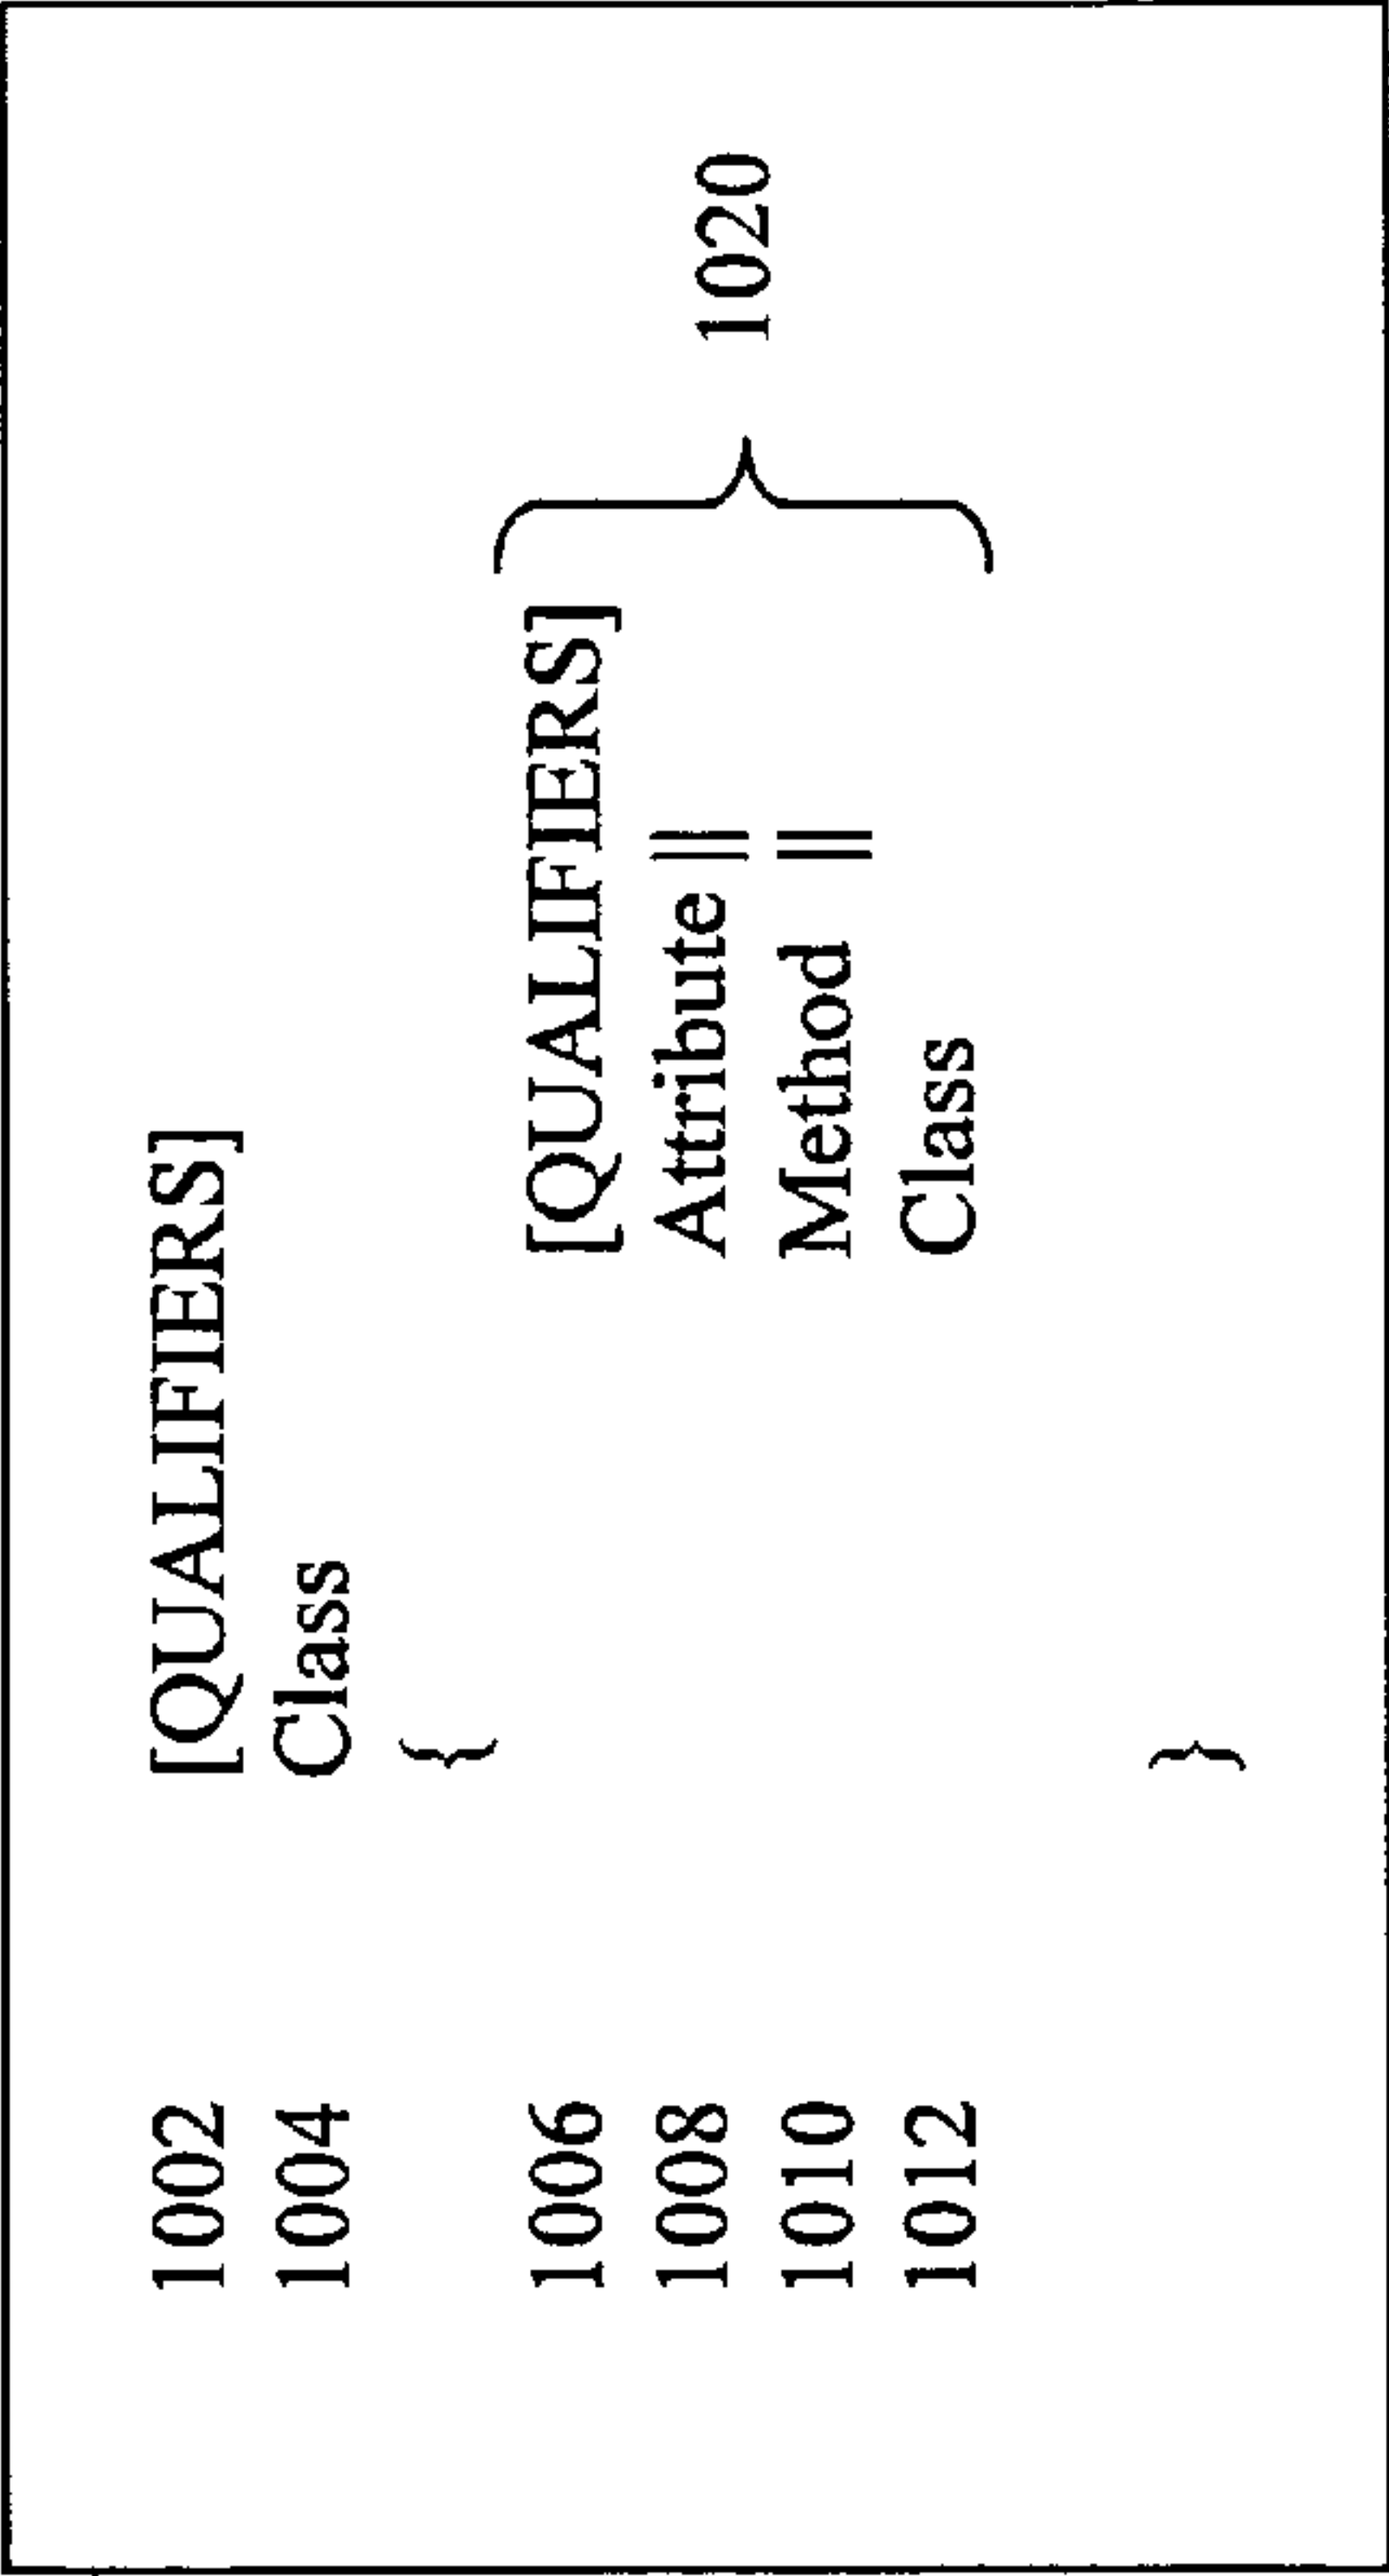 1002 [QUALIFIERS]
1004 Class
{
1006 [QUALIFIERS]
1008 Attribute ||
1010 Method ||
1012 Class
}
1020